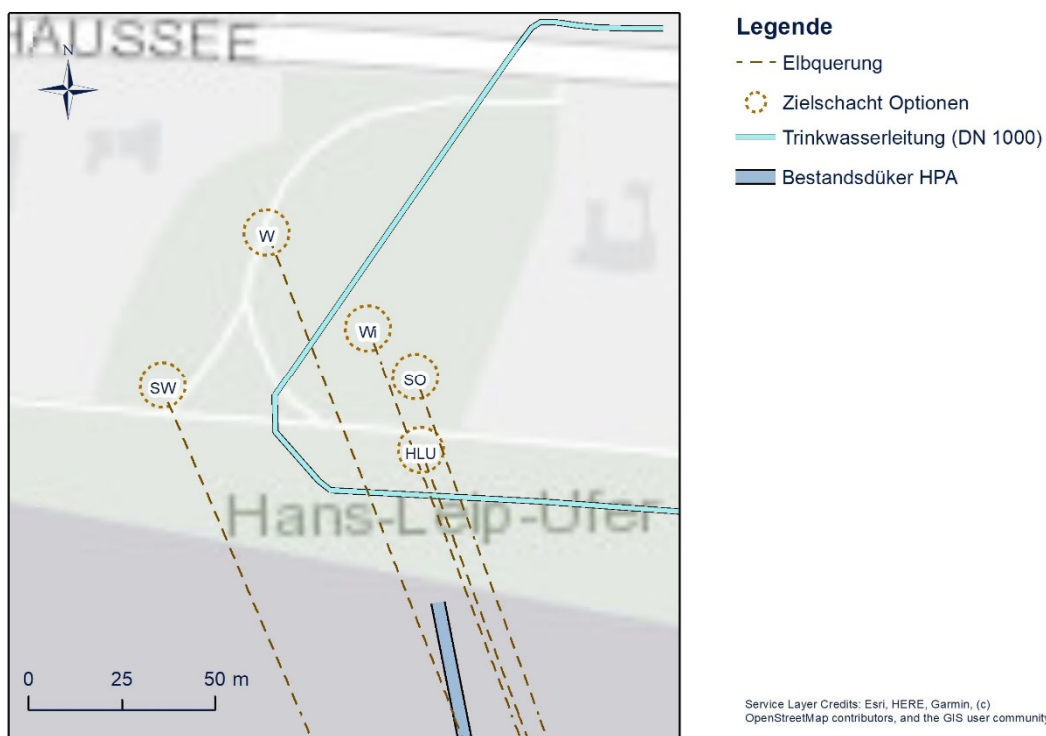 HAUSSEE
N
W
Wi
SO
SW
HLU
Hans-Leip-Ufer
0 25 50 m
Legende
Elbquerung
Zielschacht Optionen
Trinkwasserleitung (DN 1000)
Bestandsdüker HPA
Service Layer Credits: Esri, HERE, Garmin, (c)
OpenStreetMap contributors, and the GIS user community